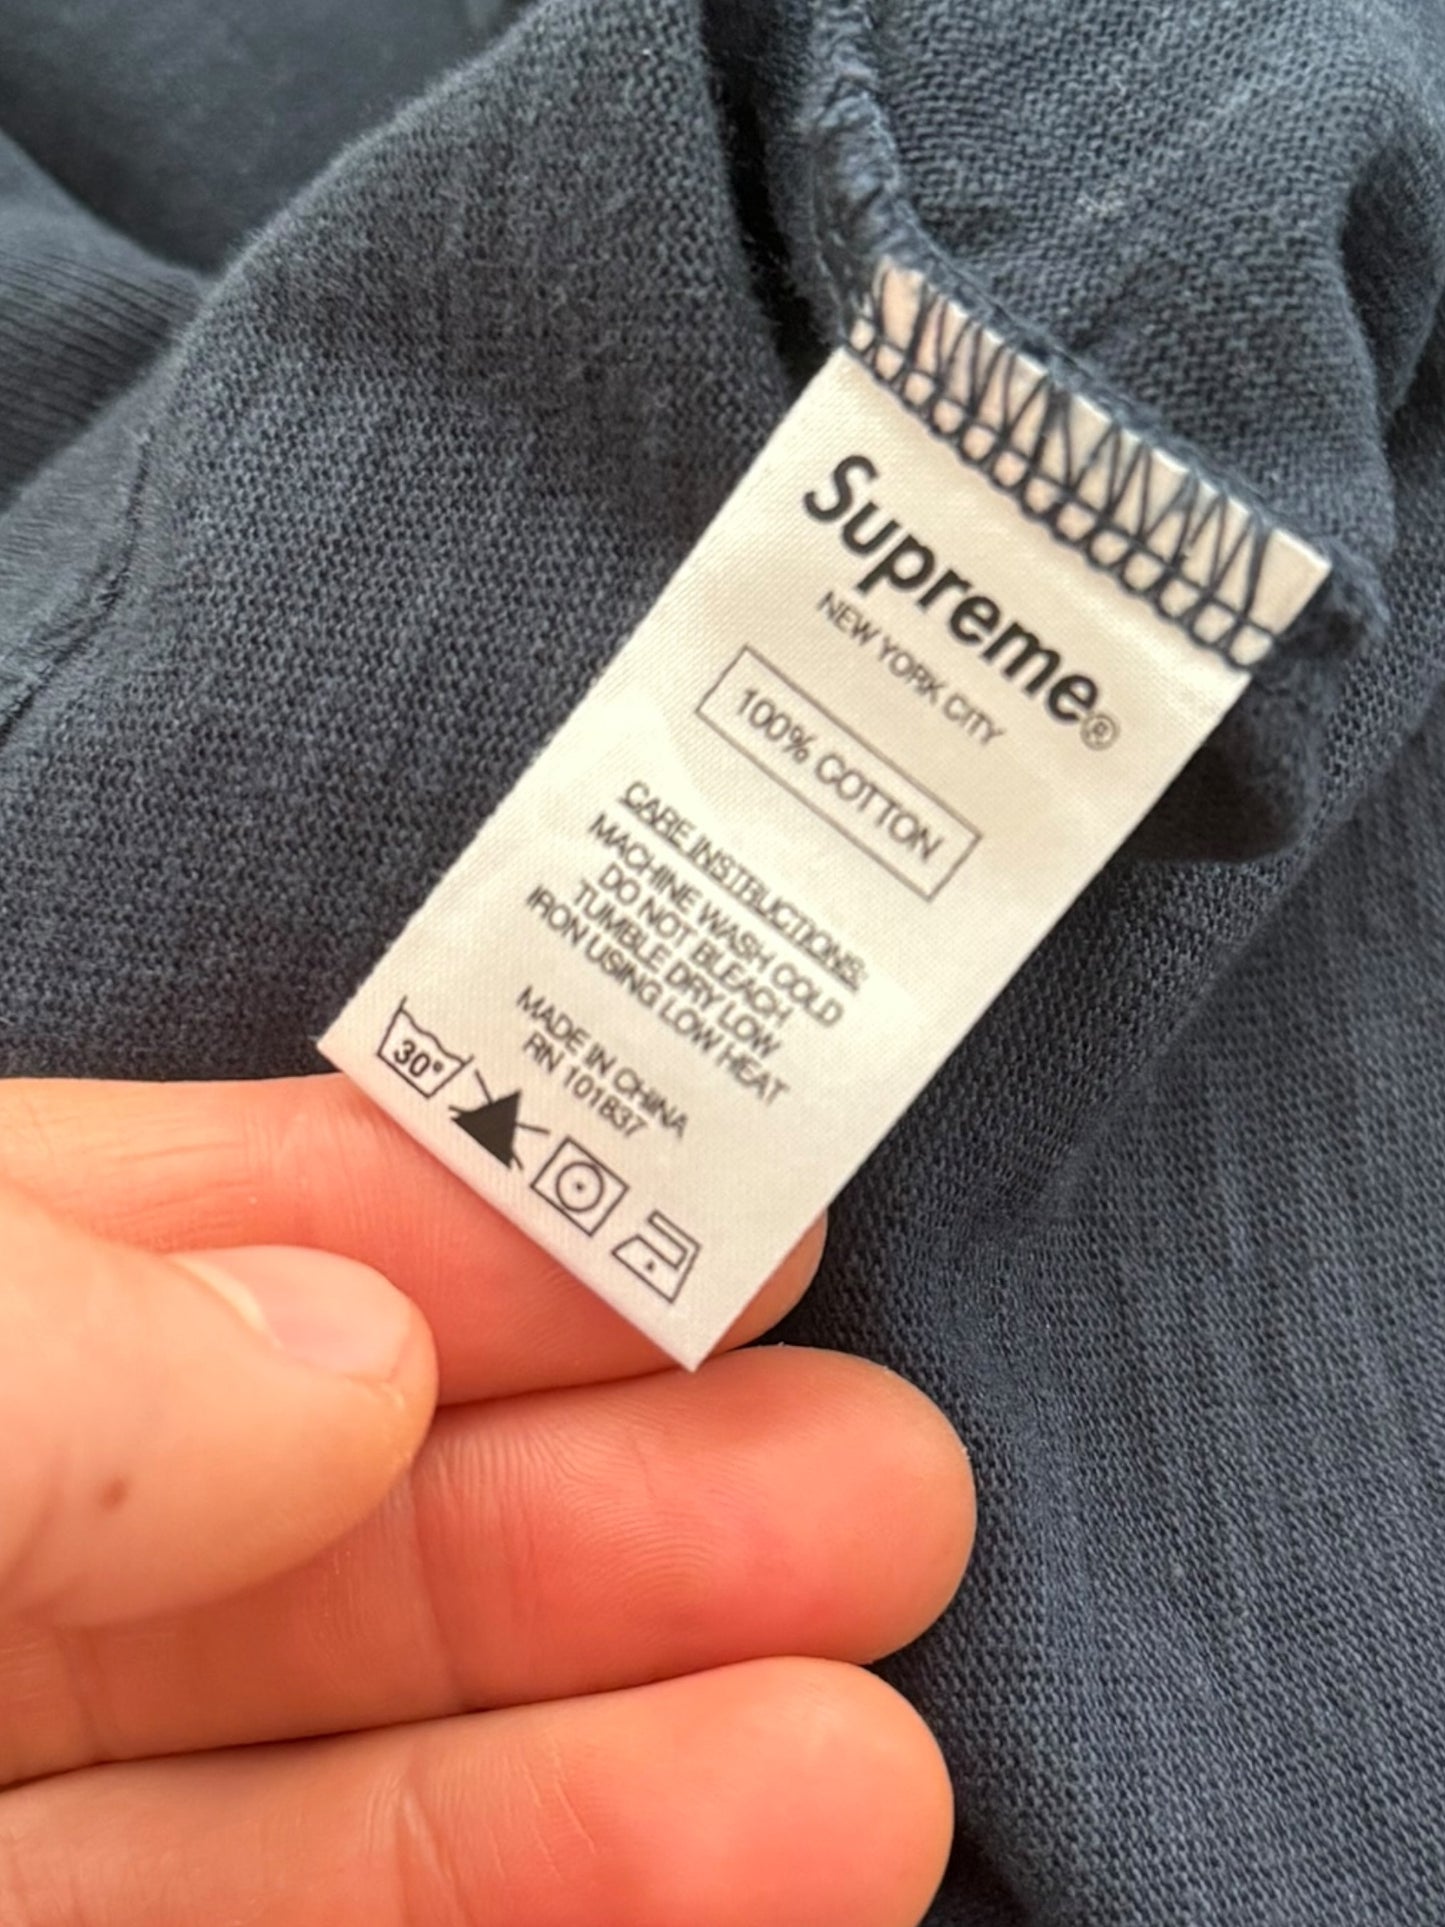 Supreme®
NEW YORK CITY
100% COTTON
CARE INSTRUCTIONS:
MACHINE WASH COLD
DO NOT BLEACH
TUMBLE DRY LOW
IRON USING LOW HEAT
MADE IN CHINA
RN 101837
30°